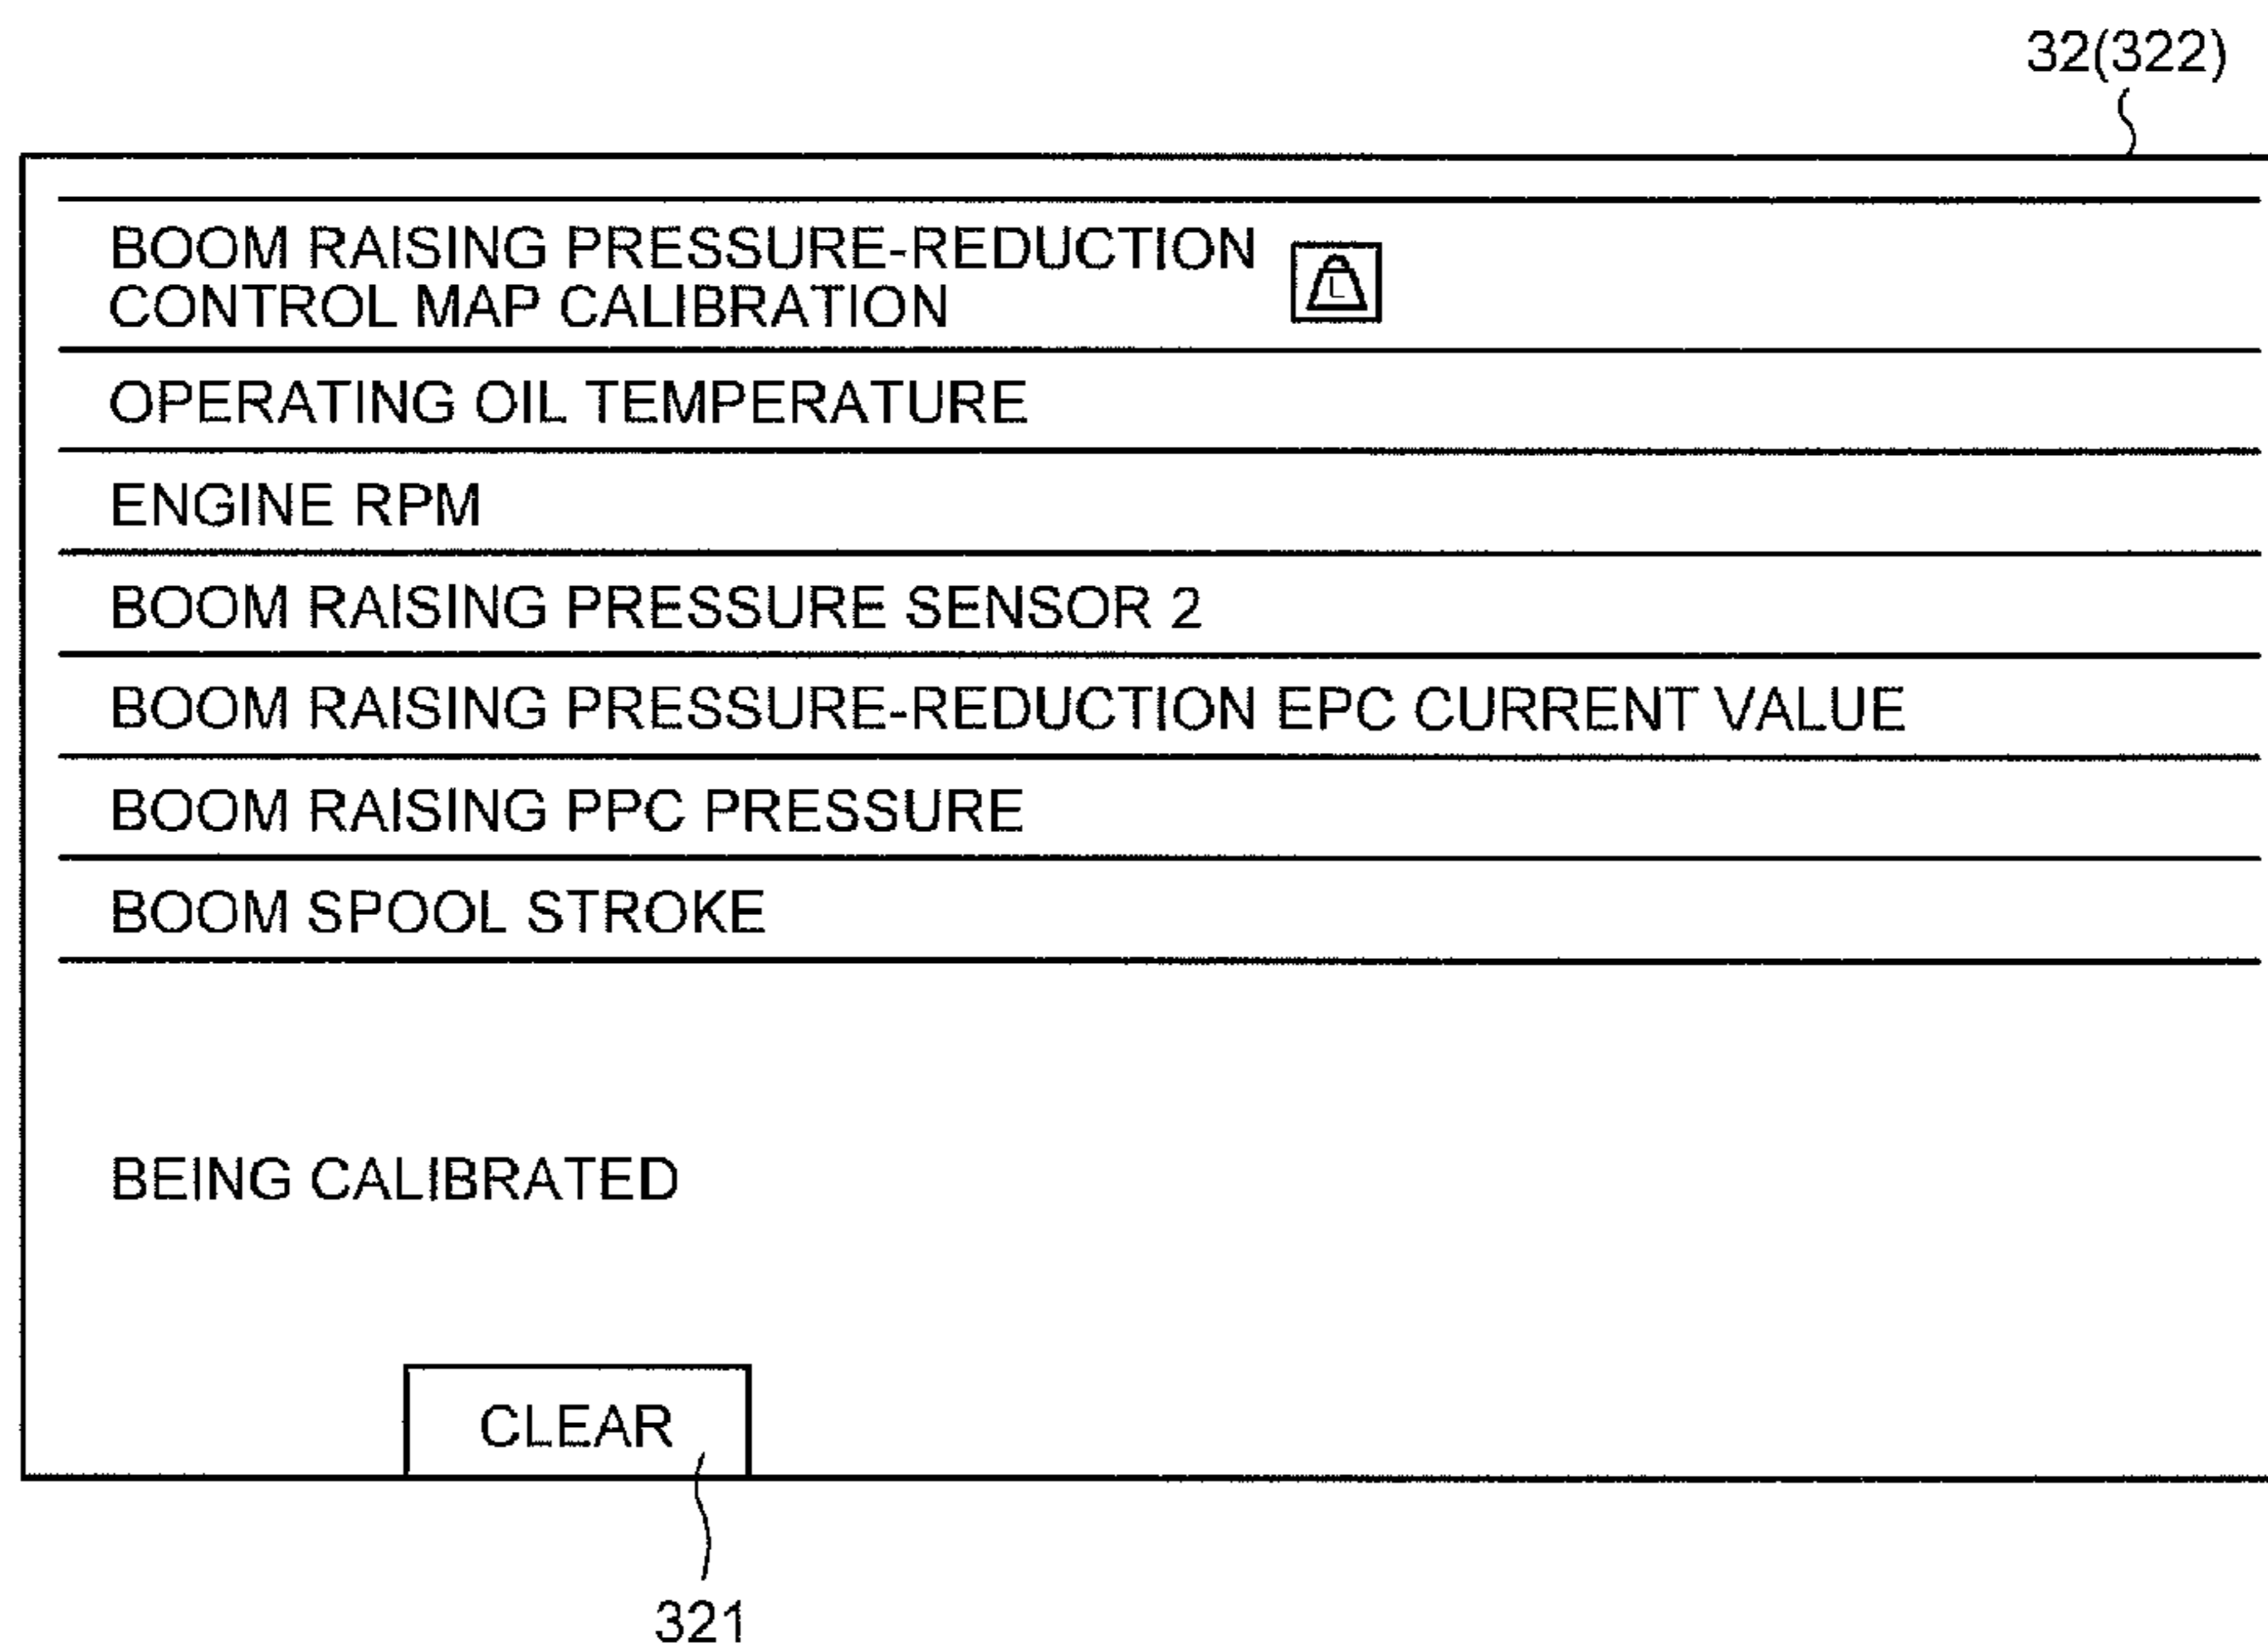 32(322)
BOOM RAISING PRESSURE-REDUCTION
CONTROL MAP CALIBRATION
L
OPERATING OIL TEMPERATURE
ENGINE RPM
BOOM RAISING PRESSURE SENSOR 2
BOOM RAISING PRESSURE-REDUCTION EPC CURRENT VALUE
BOOM RAISING PPC PRESSURE
BOOM SPOOL STROKE
BEING CALIBRATED
CLEAR
321